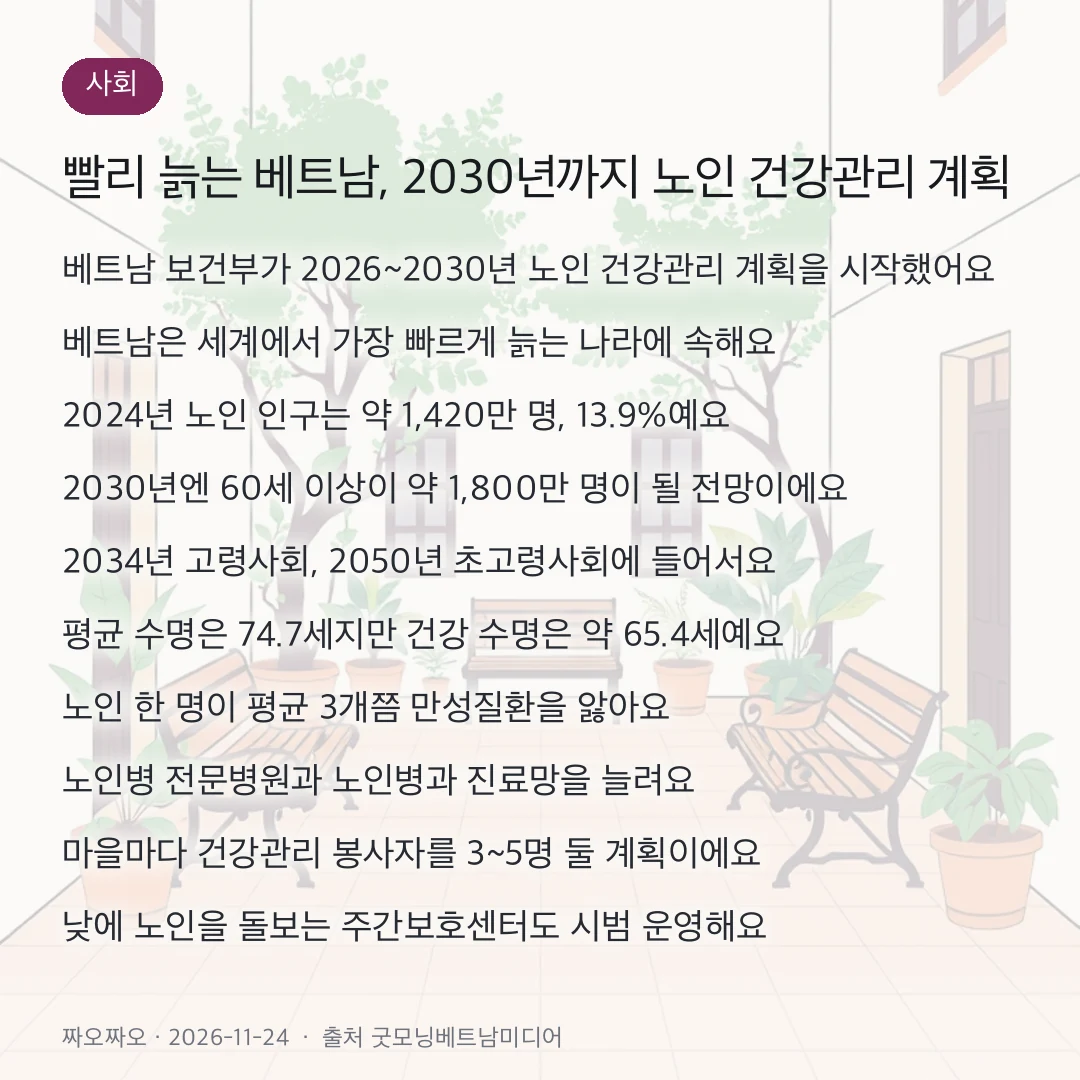 사회
빨리 늙는 베트남, 2030년까지 노인 건강관리 계획
베트남 보건부가 2026~2030년 노인 건강관리 계획을 시작했어요
베트남은 세계에서 가장 빠르게 늙는 나라에 속해요
2024년 노인 인구는 약 1,420만 명, 13.9%예요
2030년엔 60세 이상이 약 1,800만 명이 될 전망이에요
2034년 고령사회, 2050년 초고령사회에 들어서요
평균 수명은 74.7세지만 건강 수명은 약 65.4세예요
노인 한 명이 평균 3개쯤 만성질환을 앓아요
노인병 전문병원과 노인병과 진료망을 늘려요
마을마다 건강관리 봉사자를 3~5명 둘 계획이에요
낮에 노인을 돌보는 주간보호센터도 시범 운영해요
짜오짜오 · 2026-11-24 · 출처 굿모닝베트남미디어